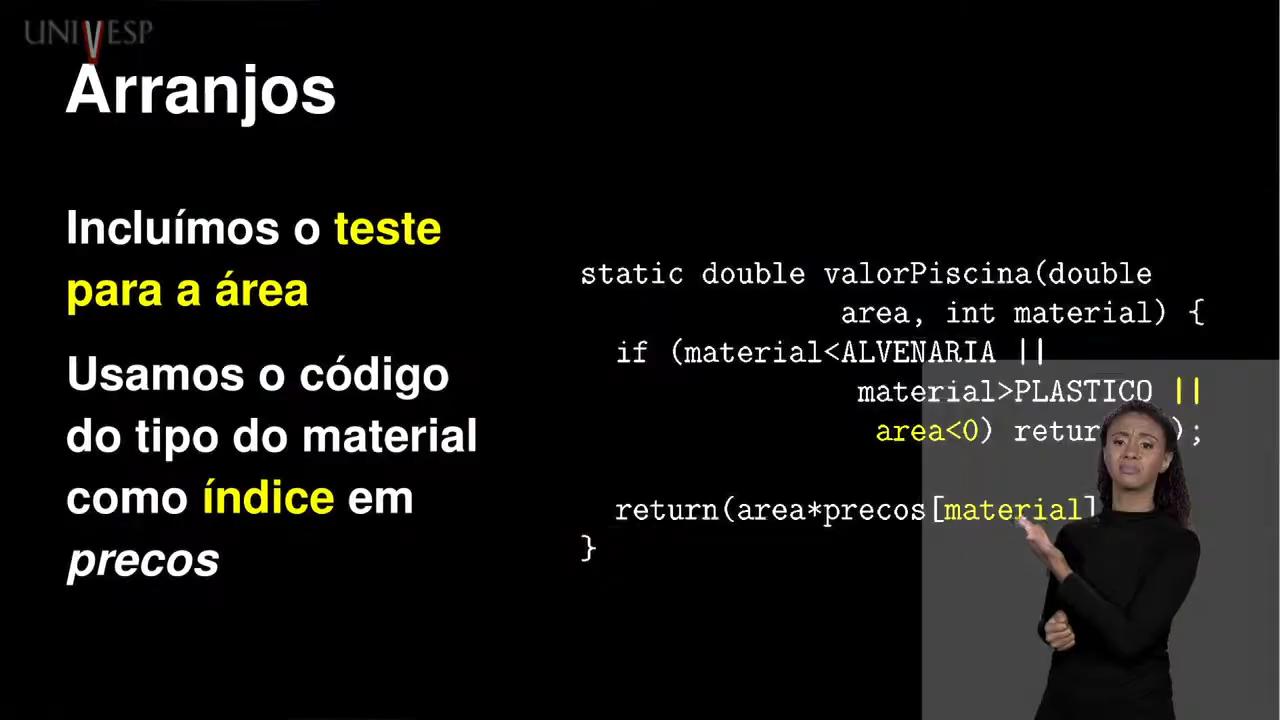 UNIVESP
Arranjos
Incluímos o teste
para a área
Usamos o código
do tipo do material
como índice em
precos
static double valorPiscina(double
area, int material) {
if (material<ALVENARIA ||
material>PLASTICO ||
area<0) retur );
return(area*precos[material]
}